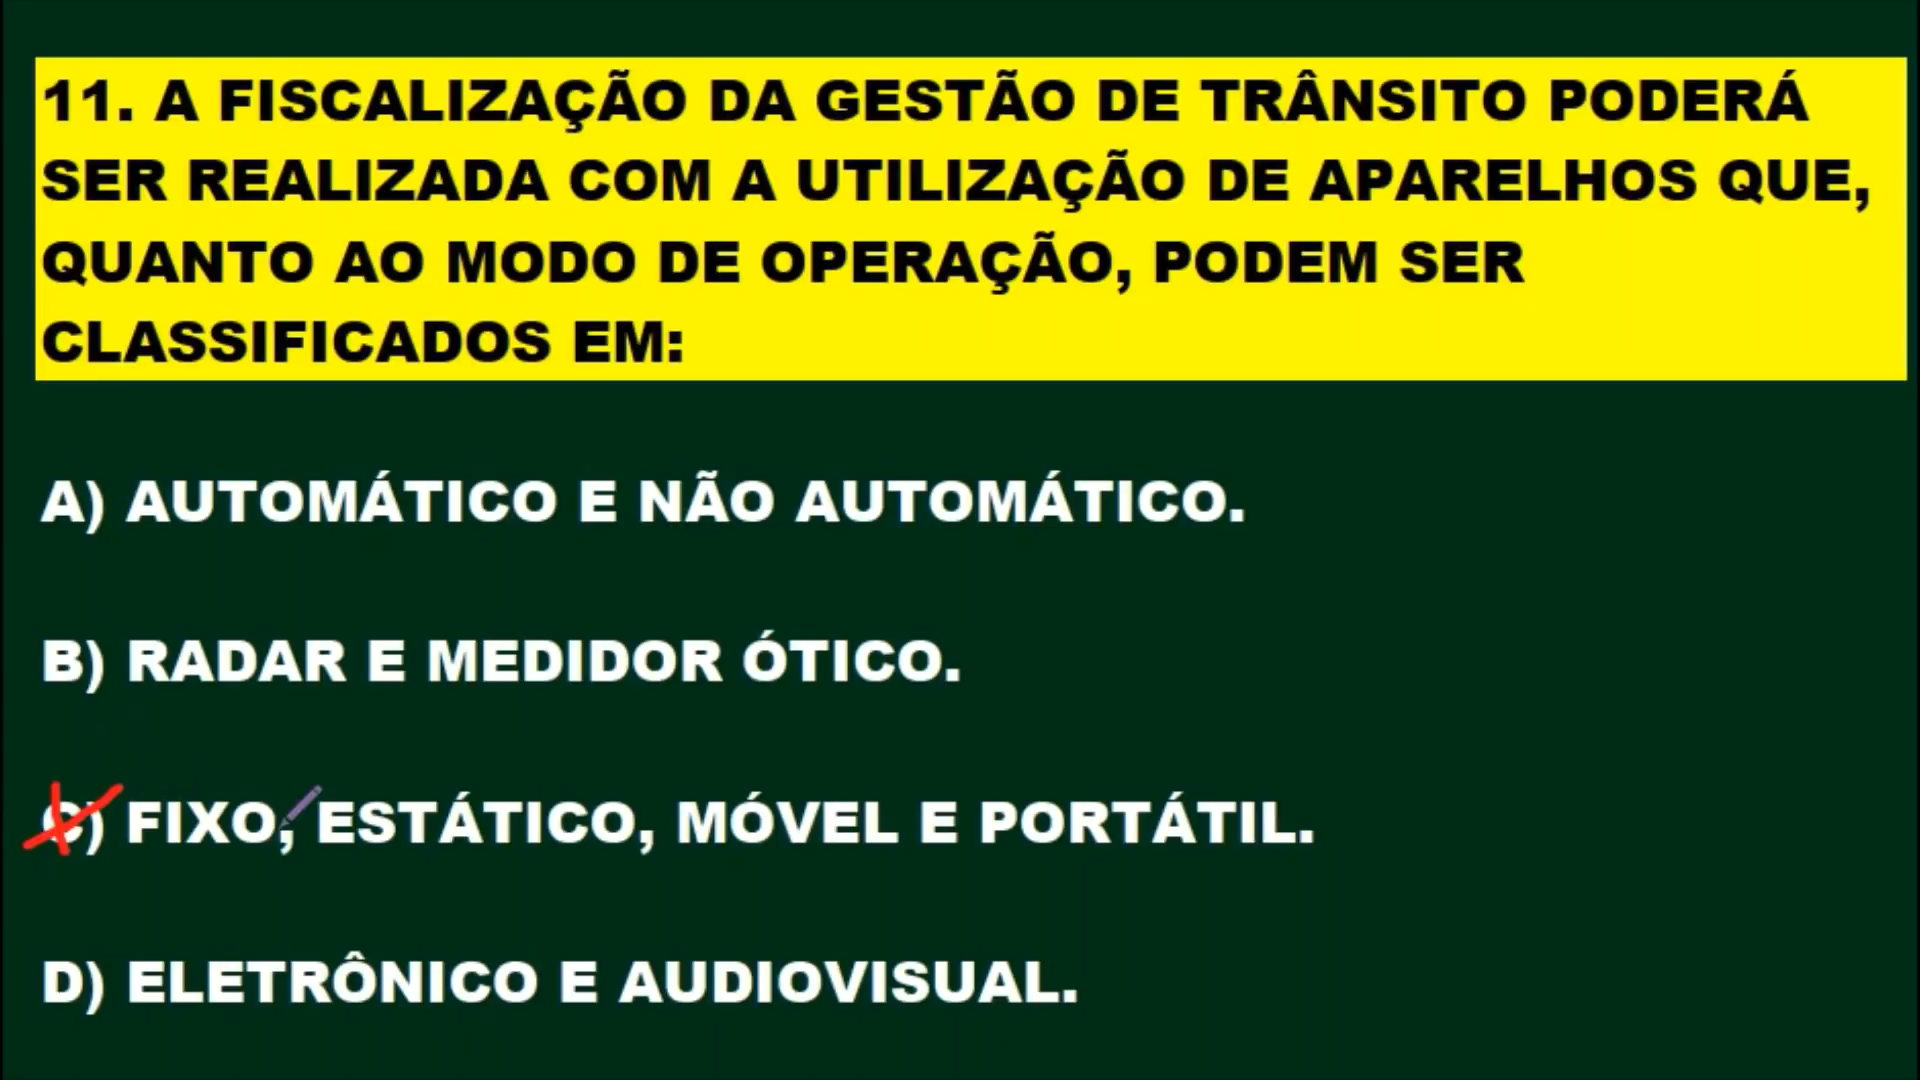 11. A FISCALIZAÇÃO DA GESTÃO DE TRÂNSITO PODERÁ
SER REALIZADA COM A UTILIZAÇÃO DE APARELHOS QUE,
QUANTO AO MODO DE OPERAÇÃO, PODEM SER
CLASSIFICADOS EM:
A) AUTOMÁTICO E NÃO AUTOMÁTICO.
B) RADAR E MEDIDOR ÓTICO.
C) FIXO, ESTÁTICO, MÓVEL E PORTÁTIL.
D) ELETRÔNICO E AUDIOVISUAL.